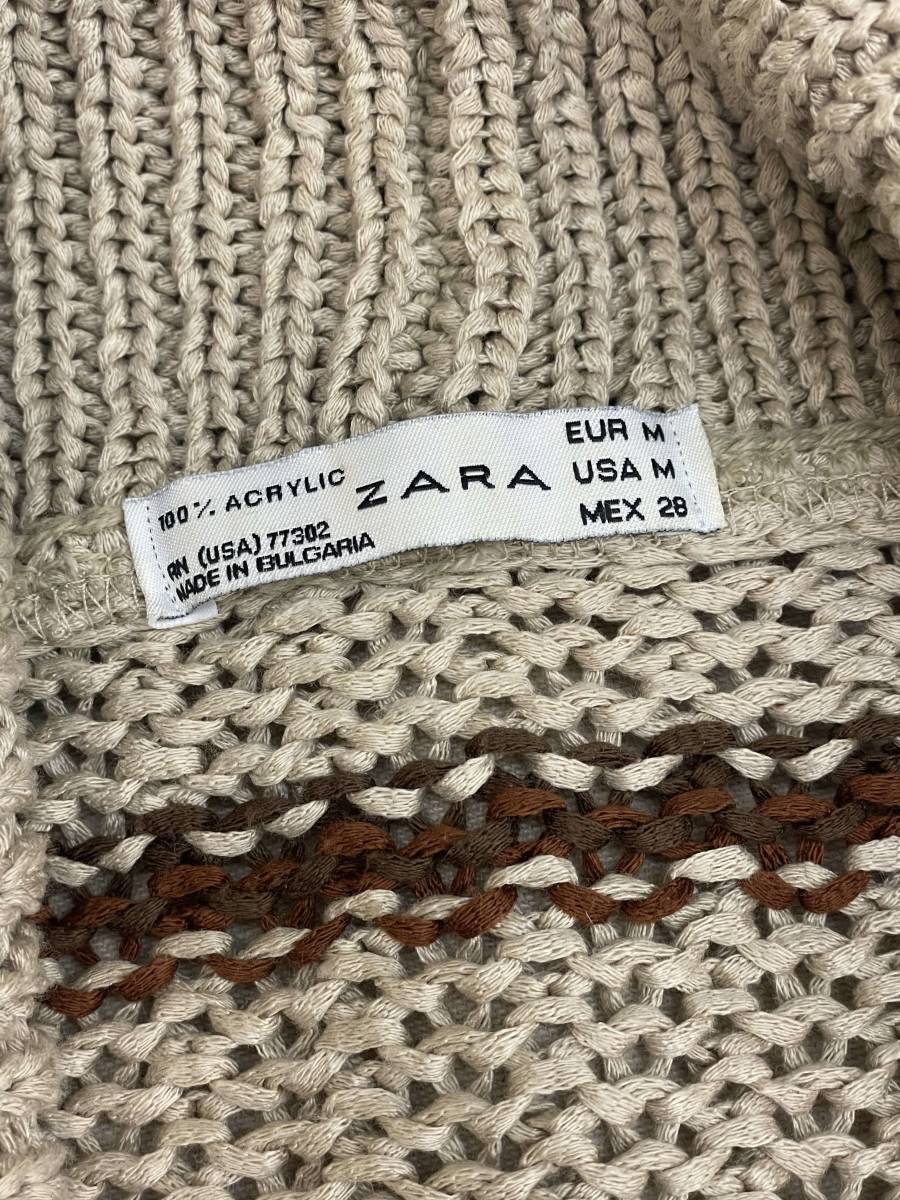 100% ACRYLIC
RN (USA) 77302
MADE IN BULGARIA
ZARA
EUR M
USA M
MEX 28